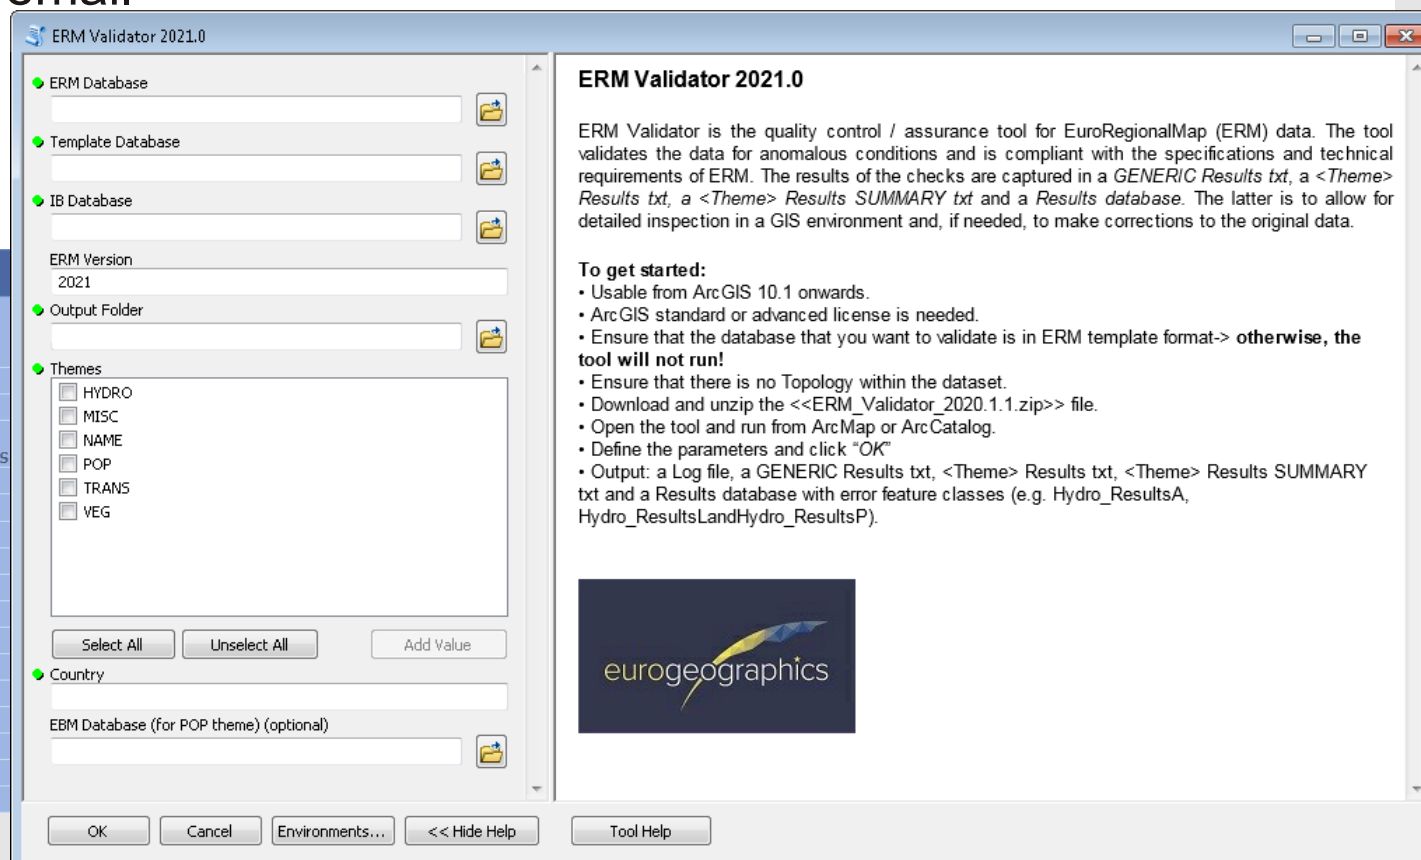 email.
ERM Validator 2021.0
ERM Database
Template Database
IB Database
ERM Version
2021
Output Folder
Themes
HYDRO
MISC
NAME
POP
TRANS
VEG
Select All
Unselect All
Add Value
Country
EBM Database (for POP theme) (optional)
OK
Cancel
Environments...
<< Hide Help
Tool Help
ERM Validator 2021.0
ERM Validator is the quality control / assurance tool for EuroRegionalMap (ERM) data. The tool
validates the data for anomalous conditions and is compliant with the specifications and technical
requirements of ERM. The results of the checks are captured in a GENERIC Results txt, a <Theme>
Results txt, a <Theme> Results SUMMARY txt and a Results database. The latter is to allow for
detailed inspection in a GIS environment and, if needed, to make corrections to the original data.
To get started:
• Usable from ArcGIS 10.1 onwards.
• ArcGIS standard or advanced license is needed.
• Ensure that the database that you want to validate is in ERM template format-> otherwise, the
tool will not run!
• Ensure that there is no Topology within the dataset.
• Download and unzip the <<ERM_Validator_2020.1.1.zip>> file.
• Open the tool and run from ArcMap or ArcCatalog.
• Define the parameters and click “OK”
• Output: a Log file, a GENERIC Results txt, <Theme> Results txt, <Theme> Results SUMMARY
txt and a Results database with error feature classes (e.g. Hydro_ResultsA,
Hydro_ResultsLandHydro_ResultsP).
eurogeographics